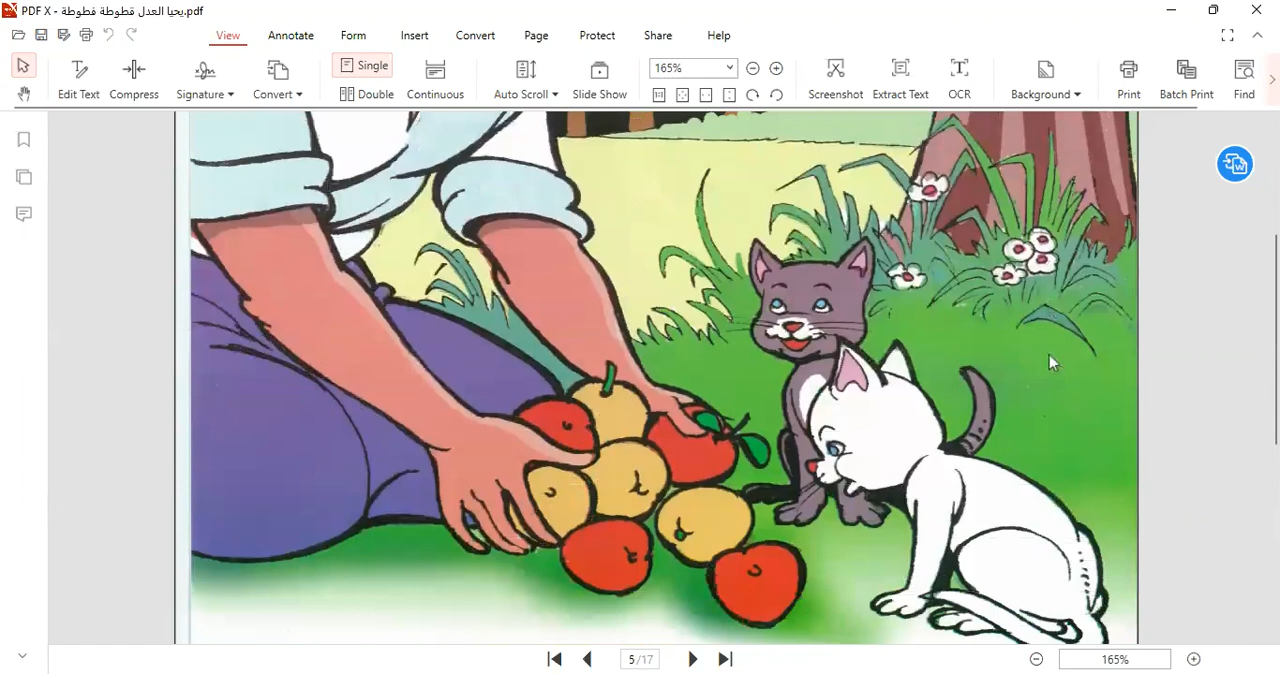 PDF X - يحيا العدل قطوطة فطوطة.pdf
View Annotate Form Insert Convert Page Protect Share Help
Single 165%
Edit Text Compress Signature Convert Double Continuous Auto Scroll Slide Show Screenshot Extract Text OCR Background Print Batch Print Find
5 /17 165%